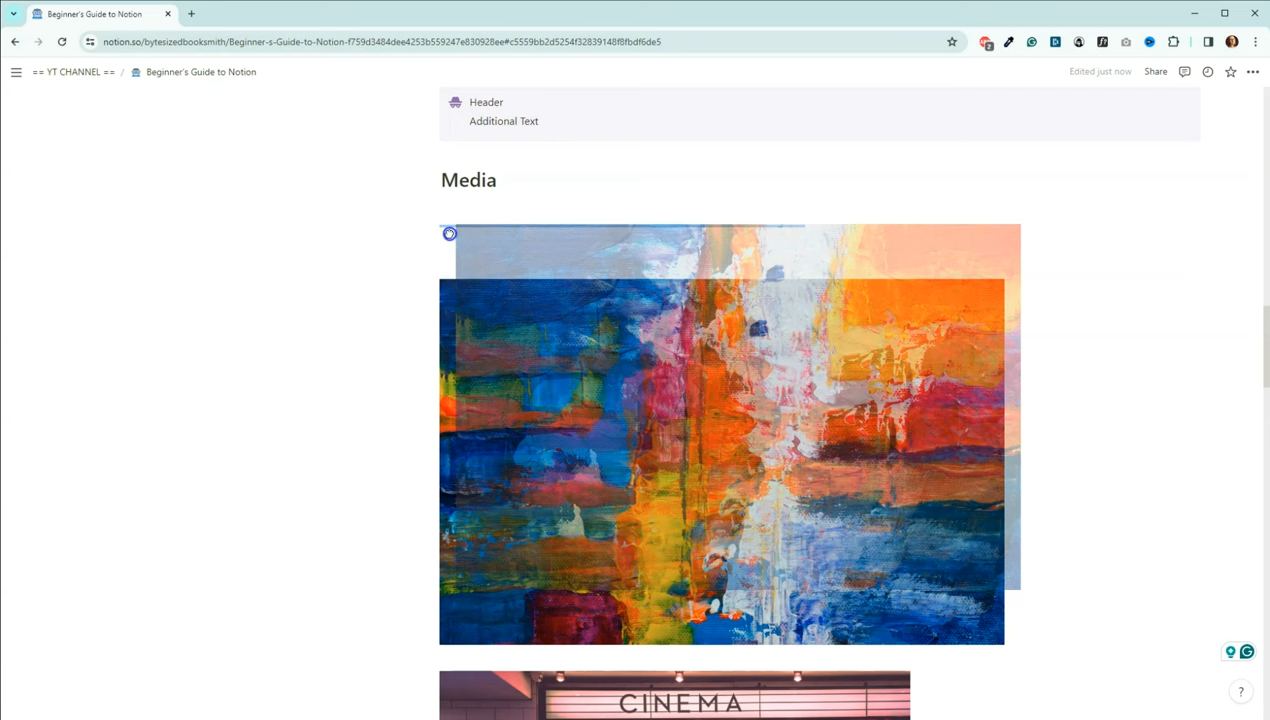 Beginner's Guide to Notion
notion.so/bytesizedbooksmith/Beginner-s-Guide-to-Notion-f759d3484dee4253b559247e830928ee#c5559bb2d5254f32839148f8fbdf6de5
2
== YT CHANNEL == / Beginner's Guide to Notion
Edited just now Share
Header
Additional Text
Media
CINEMA
?